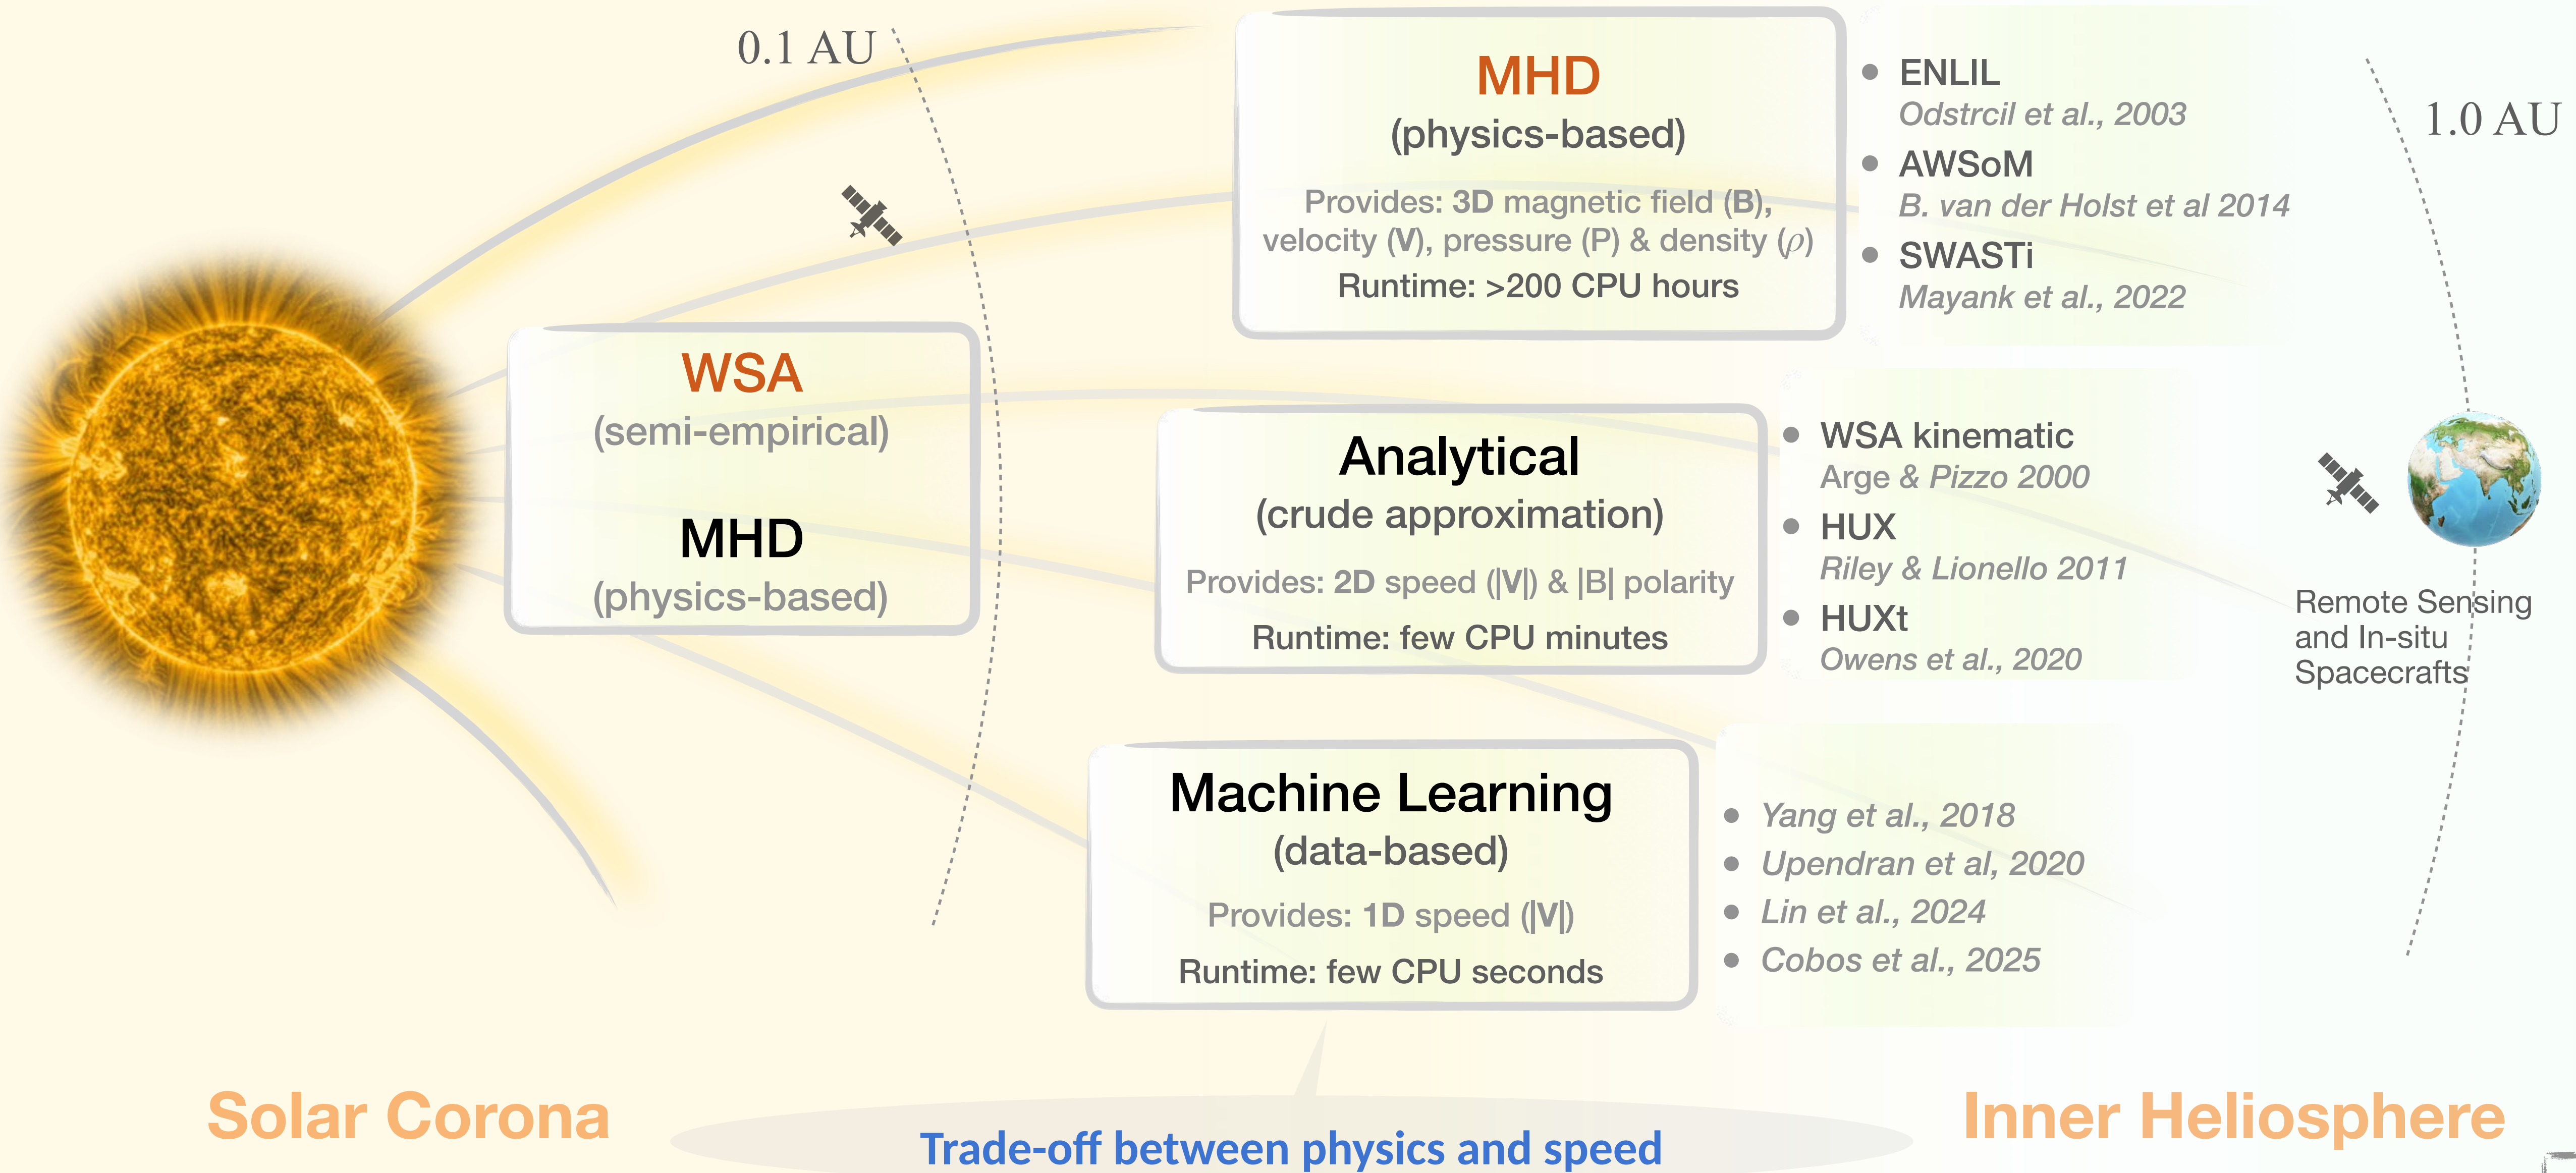 0.1 AU
WSA
(semi-empirical)
MHD
(physics-based)
MHD
(physics-based)
Provides: 3D magnetic field (B),
velocity (V), pressure (P) & density (ρ)
Runtime: >200 CPU hours
• ENLIL
Odstrcil et al., 2003
• AWSoM
B. van der Holst et al 2014
• SWASTi
Mayank et al., 2022
1.0 AU
Analytical
(crude approximation)
Provides: 2D speed (|V|) & |B| polarity
Runtime: few CPU minutes
• WSA kinematic
Arge & Pizzo 2000
• HUX
Riley & Lionello 2011
• HUXt
Owens et al., 2020
Remote Sensing
and In-situ
Spacecrafts
Machine Learning
(data-based)
Provides: 1D speed (|V|)
Runtime: few CPU seconds
• Yang et al., 2018
• Upendran et al, 2020
• Lin et al., 2024
• Cobos et al., 2025
Solar Corona
Trade-off between physics and speed
Inner Heliosphere